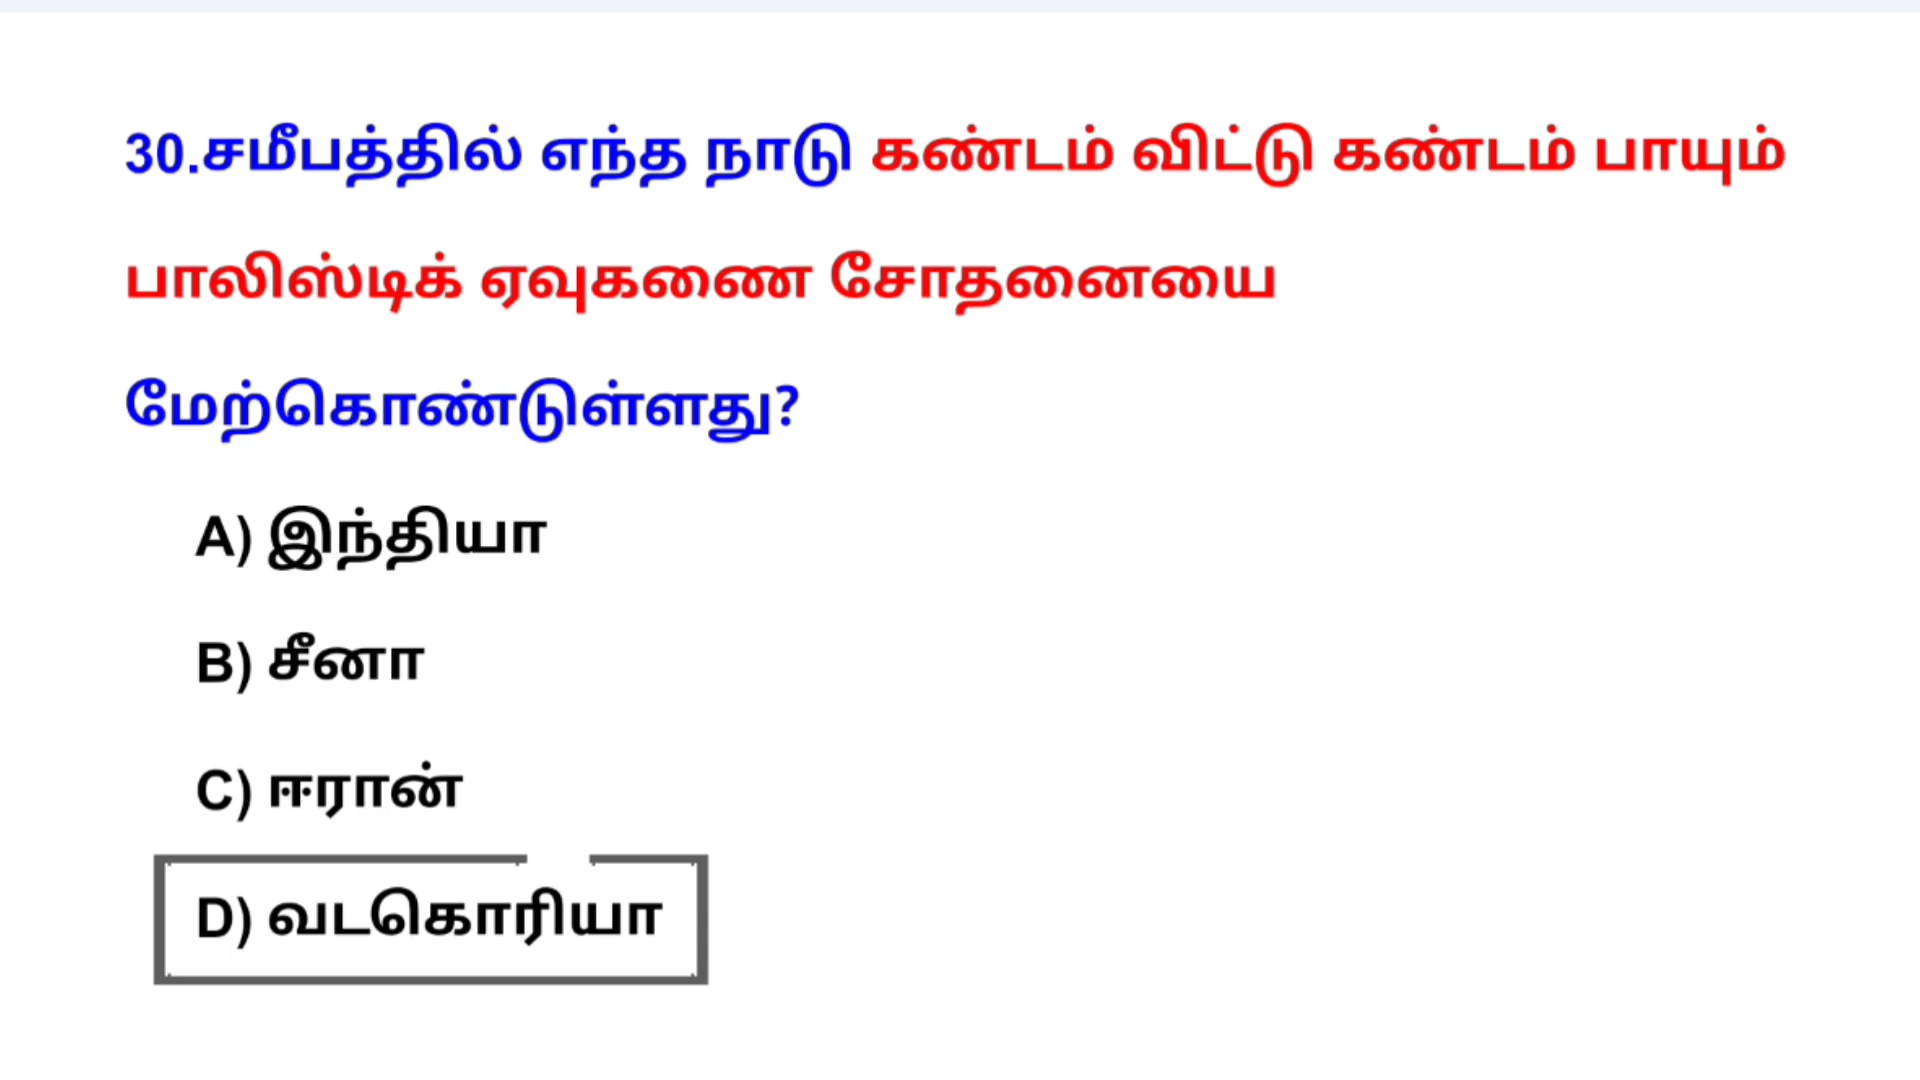 30.சமீபத்தில் எந்த நாடு கண்டம் விட்டு கண்டம் பாயும்
பாலிஸ்டிக் ஏவுகணை சோதனையை
மேற்கொண்டுள்ளது?
A) இந்தியா
B) சீனா
C) ஈரான்
D) வடகொரியா